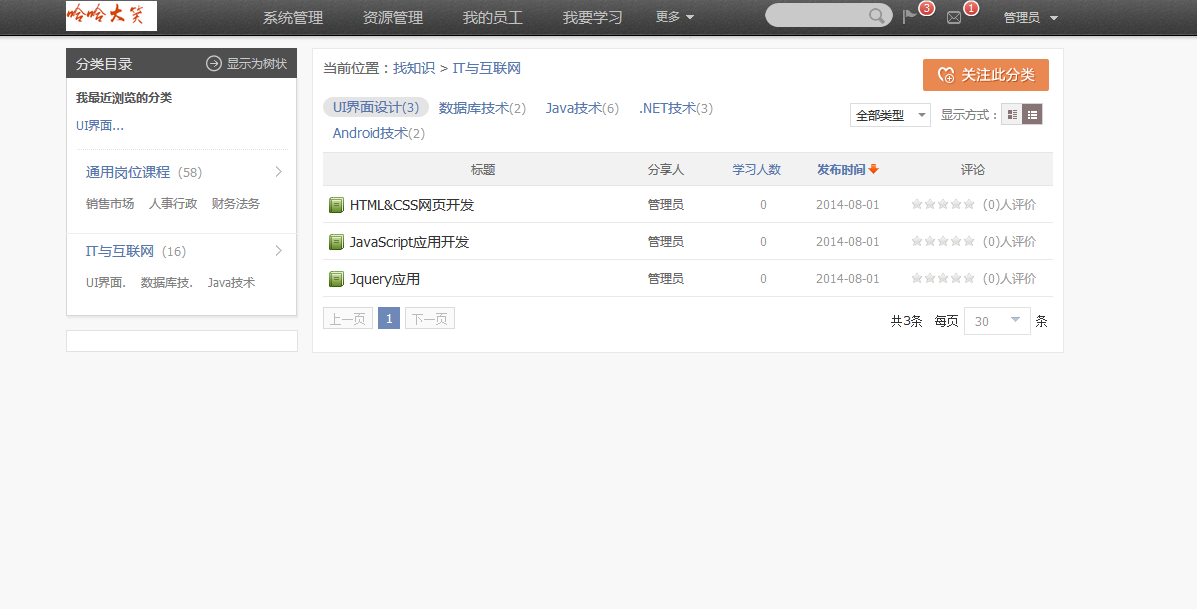 哈哈大笑 系统管理 资源管理 我的员工 我要学习 更多 3 1 管理员
分类目录 显示为树状
我最近浏览的分类
UI界面...
通用岗位课程 (58)
销售市场 人事行政 财务法务
IT与互联网 (16)
UI界面. 数据库技. Java技术
当前位置：找知识 > IT与互联网
关注此分类
UI界面设计(3) 数据库技术(2) Java技术(6) .NET技术(3)
Android技术(2)
全部类型 显示方式：
标题 分享人 学习人数 发布时间 评论
HTML&CSS网页开发 管理员 0 2014-08-01 (0)人评价
JavaScript应用开发 管理员 0 2014-08-01 (0)人评价
Jquery应用 管理员 0 2014-08-01 (0)人评价
上一页 1 下一页 共3条 每页 30 条